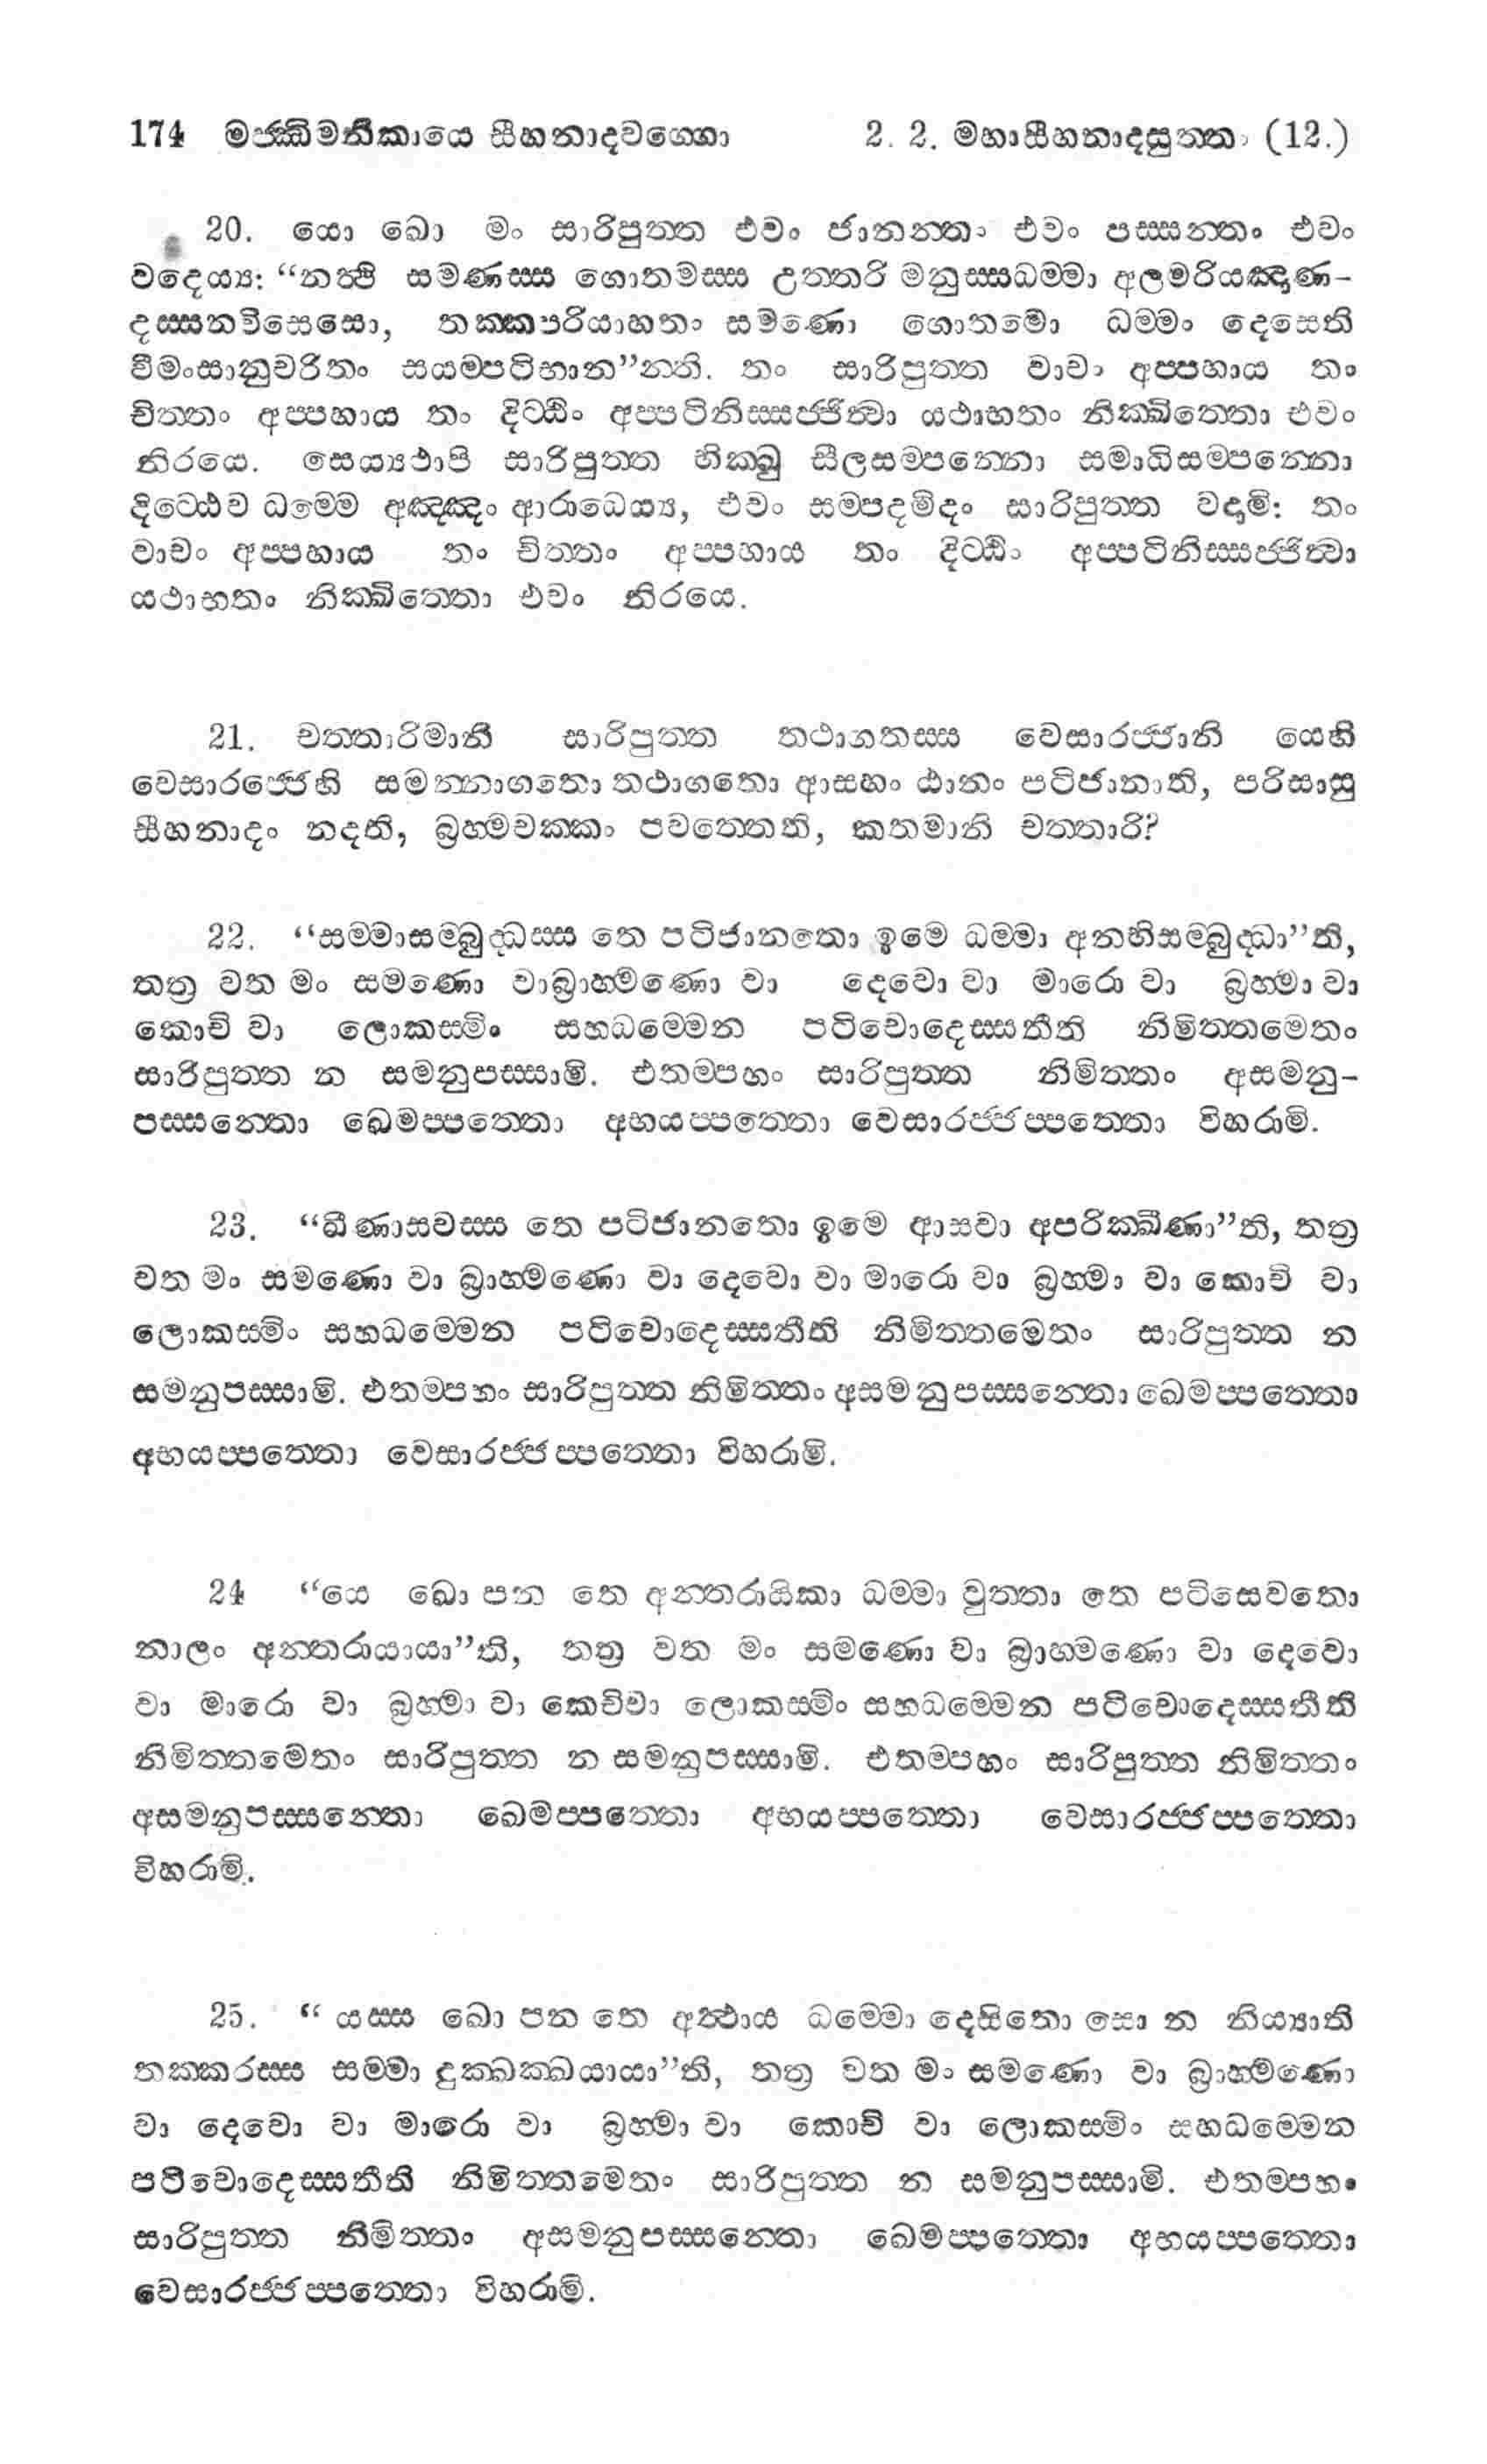 174 මජ්ඣිමනිකායෙ සීහනාදවග්ගො 2. 2. මහාසීහනාදසුත්තං (12.)
20. යො ඛො මං සාරිපුත්ත එවං ජානන්තං එවං පස්සන්තං එවං
වදෙය්‍ය: “නත්‍ථි සමණස්ස ගොතමස්ස උත්තරි මනුස්සධම්මා අලමරියඤාණ-
දස්සනවිසෙසො, තක්කපරියාහතං සමණො ගොතමො ධම්මං දෙසෙති
වීමංසානුචරිතං සයම්පටිභාන”න්ති. තං සාරිපුත්ත වාචං අප්පහාය තං
චිත්තං අප්පහාය තං දිට්ඨිං අප්පටිනිස්සජ්ජිත්‍වා යථාභතං නික්ඛිත්තො එවං
නිරයෙ. සෙය්‍යථාපි සාරිපුත්ත භික්ඛු සීලසම්පන්නො සමාධිසම්පන්නො
දිට්ඨෙව ධම්මෙ අඤ්ඤං ආරාධෙය්‍ය, එවං සම්පදමිදං සාරිපුත්ත වදාමි: තං
වාචං අප්පහාය තං චිත්තං අප්පහාය තං දිට්ඨිං අප්පටිනිස්සජ්ජිත්‍වා
යථාභතං නික්ඛිත්තො එවං නිරයෙ.
21. චත්තාරිමානි සාරිපුත්ත තථාගතස්ස වෙසාරජ්ජානි යෙහි
වෙසාරජ්ජෙහි සමන්නාගතො තථාගතො ආසභං ඨානං පටිජානාති, පරිසාසු
සීහනාදං නදති, බ්‍රහ්මචක්කං පවත්තෙති, කතමානි චත්තාරි?
22. “සම්මාසම්බුද්ධස්ස තෙ පටිජානතො ඉමෙ ධම්මා අනභිසම්බුද්ධා”ති,
තත්‍ර වත මං සමණො වාබ්‍රාහ්මණො වා දෙවො වා මාරො වා බ්‍රහ්මා වා
කොචි වා ලොකස්මිං සහධම්මෙන පටිචොදෙස්සතීති නිමිත්තමෙතං
සාරිපුත්ත න සමනුපස්සාමි. එතම්පහං සාරිපුත්ත නිමිත්තං අසමනු-
පස්සන්තො ඛෙමප්පත්තො අභයප්පත්තො වෙසාරජ්ජප්පත්තො විහරාමි.
23. “ඛීණාසවස්ස තෙ පටිජානතො ඉමෙ ආසවා අපරික්ඛීණා”ති, තත්‍ර
වත මං සමණො වා බ්‍රාහ්මණො වා දෙවො වා මාරො වා බ්‍රහ්මා වා කොචි වා
ලොකස්මිං සහධම්මෙන පටිචොදෙස්සතීති නිමිත්තමෙතං සාරිපුත්ත න
සමනුපස්සාමි. එතම්පහං සාරිපුත්ත නිමිත්තං අසමනුපස්සන්තො ඛෙමප්පත්තො
අභයප්පත්තො වෙසාරජ්ජප්පත්තො විහරාමි.
24 “යෙ ඛො පන තෙ අන්තරායිකා ධම්මා වුත්තා තෙ පටිසෙවතො
නාලං අන්තරායායා”ති, තත්‍ර වත මං සමණො වා බ්‍රාහ්මණො වා දෙවො
වා මාරො වා බ්‍රහ්මා වා කෙචිවා ලොකස්මිං සහධම්මෙන පටිචොදෙස්සතීති
නිමිත්තමෙතං සාරිපුත්ත න සමනුපස්සාමි. එතම්පහං සාරිපුත්ත නිමිත්තං
අසමනුපස්සන්තො ඛෙමප්පත්තො අභයප්පත්තො වෙසාරජ්ජප්පත්තො
විහරාමි.
25. “ යස්ස ඛො පන තෙ අත්‍ථාය ධම්මො දෙසිතො සො න නිය්‍යාති
තක්කරස්ස සම්මා දුක්ඛක්ඛයායා”ති, තත්‍ර වත මං සමණො වා බ්‍රාහ්මණො
වා දෙවො වා මාරො වා බ්‍රහ්මා වා කොචි වා ලොකස්මිං සහධම්මෙන
පටිචොදෙස්සතීති නිමිත්තමෙතං සාරිපුත්ත න සමනුපස්සාමි. එතම්පහං
සාරිපුත්ත නිමිත්තං අසමනුපස්සන්තො ඛෙමප්පත්තො අභයප්පත්තො
වෙසාරජ්ජප්පත්තො විහරාමි.